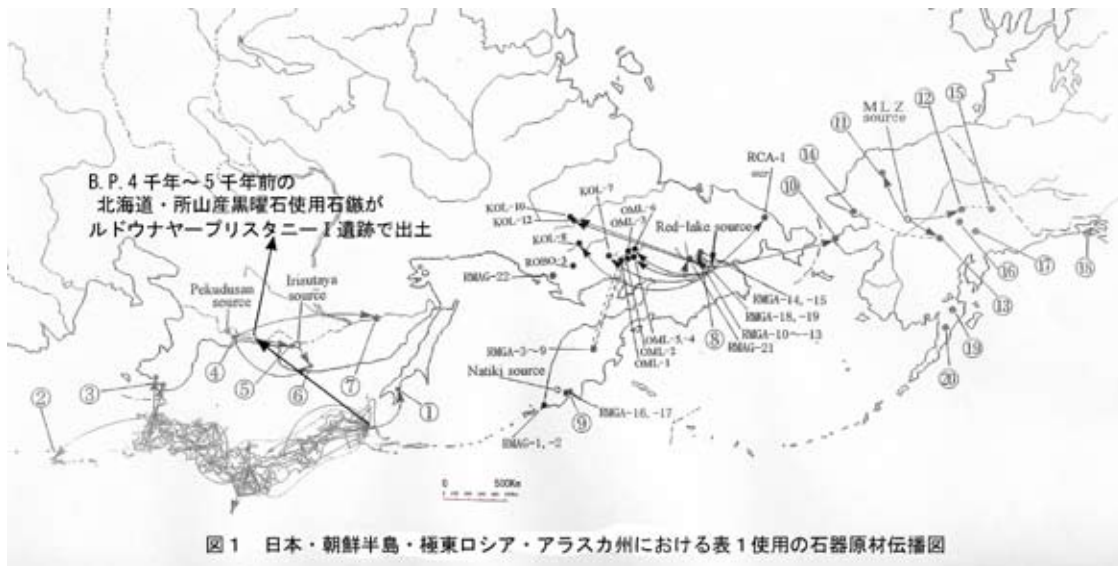 B.P.4千年～5千年前の
北海道・所山産黒曜石使用石鏃が
ルドウナヤープリスタニーⅠ遺跡で出土
Pekudusan
source
Irisutaya
source
①
②
③
④
⑤
⑥
⑦
KOL-10
KOL-12
KOL-7
KOL-8
ROBO-3
RMAG-22
OML-6
OML-3
Red-lake source
RCA-1
RMGA-14, -15
RMGA-18, -19
RMGA-10～-13
RMAG-21
⑧
OML-5, -4
OML-2
OML-1
RMGA-3～9
Natiki source
RMGA-16, -17
⑨
RMAG-1, -2
⑩
⑪
⑫
⑬
⑭
⑮
⑯
⑰
⑱
⑲
⑳
MLZ
source
0 500Km
図1 日本・朝鮮半島・極東ロシア・アラスカ州における表1使用の石器原材伝播図